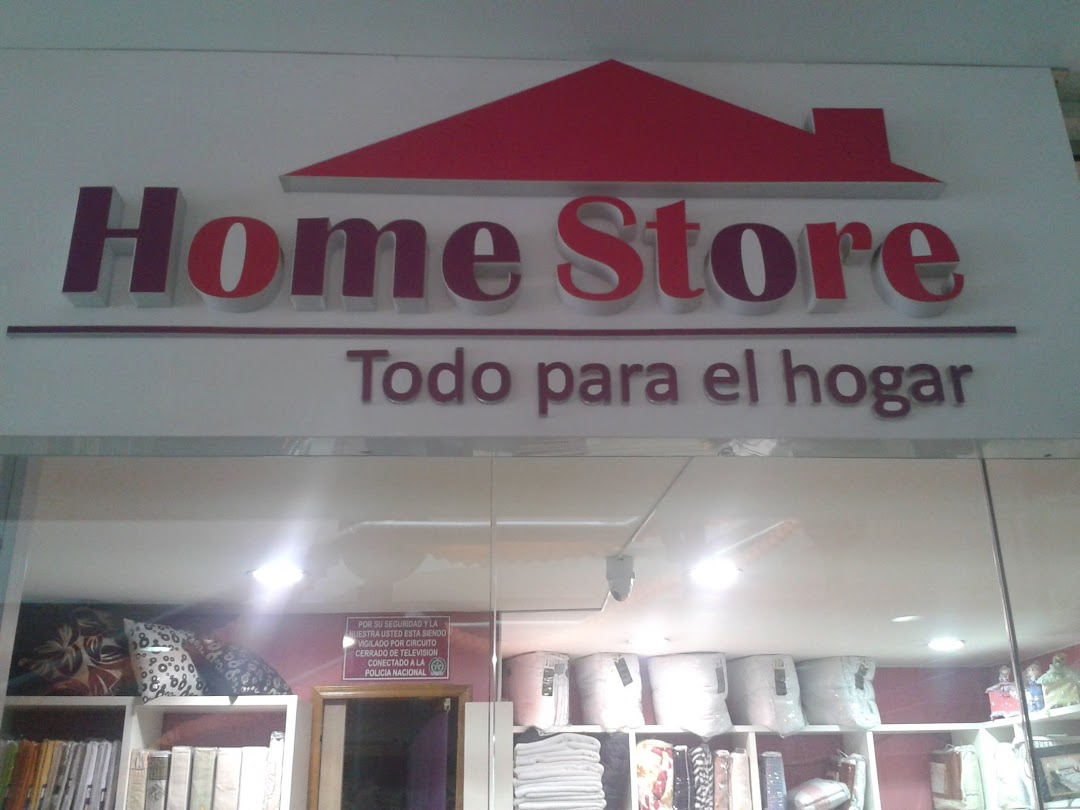 Home Store
Todo para el hogar
POR SU SEGURIDAD Y LA
NUESTRA USTED ESTA SIENDO
VIGILADO POR CIRCUITO
CERRADO DE TELEVISION
CONECTADO A LA
POLICIA NACIONAL